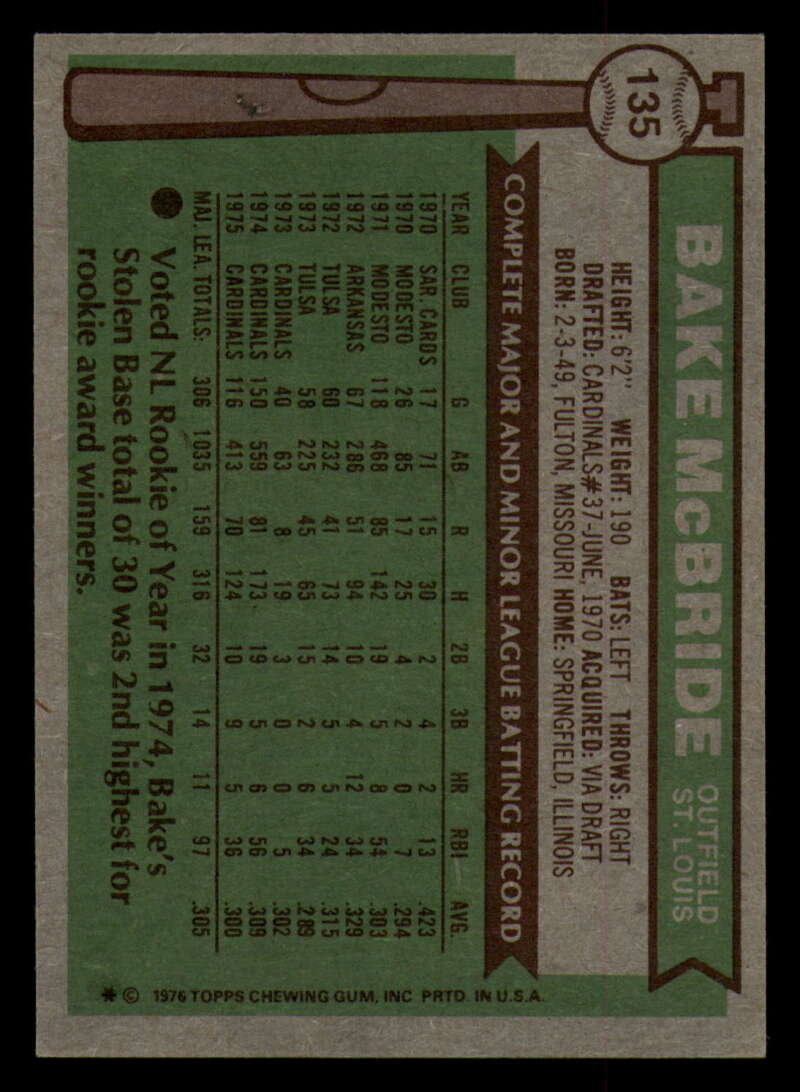 135
BAKE McBRIDE
OUTFIELD
ST. LOUIS
HEIGHT: 6'2" WEIGHT: 190 BATS: LEFT THROWS: RIGHT
DRAFTED: CARDINALS#37-JUNE, 1970 ACQUIRED: VIA DRAFT
BORN: 2-3-49, FULTON, MISSOURI HOME: SPRINGFIELD, ILLINOIS
COMPLETE MAJOR AND MINOR LEAGUE BATTING RECORD
YEAR CLUB G AB R H 2B 3B HR RBI AVG.
1970 SAR. CARDS 17 71 15 30 2 4 2 13 .423
1970 MODESTO 26 85 17 25 4 2 0 7 .294
1971 MODESTO 118 468 85 142 19 5 8 54 .303
1972 ARKANSAS 67 286 51 94 10 4 12 34 .329
1972 TULSA 60 232 41 73 14 5 5 24 .315
1973 TULSA 58 225 45 65 15 2 6 34 .289
1973 CARDINALS 40 63 8 19 3 0 0 5 .302
1974 CARDINALS 150 559 81 173 19 5 6 56 .309
1975 CARDINALS 116 413 70 124 10 9 5 36 .300
MAJ. LEA. TOTALS: 306 1035 159 316 32 14 11 97 .305
● Voted NL Rookie of Year in 1974, Bake's
Stolen Base total of 30 was 2nd highest for
rookie award winners.
* © 1976 TOPPS CHEWING GUM, INC PRTD. IN U.S.A.